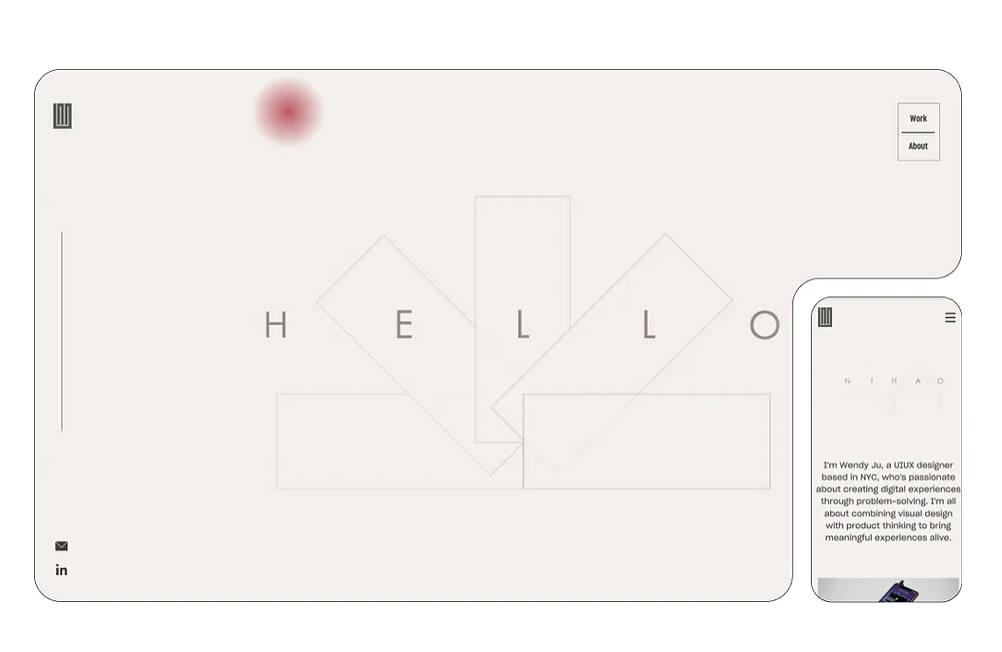 Work
About
H E L L O
in
N I H A O
I'm Wendy Ju, a UIUX designer
based in NYC, who's passionate
about creating digital experiences
through problem-solving. I'm all
about combining visual design
with product thinking to bring
meaningful experiences alive.